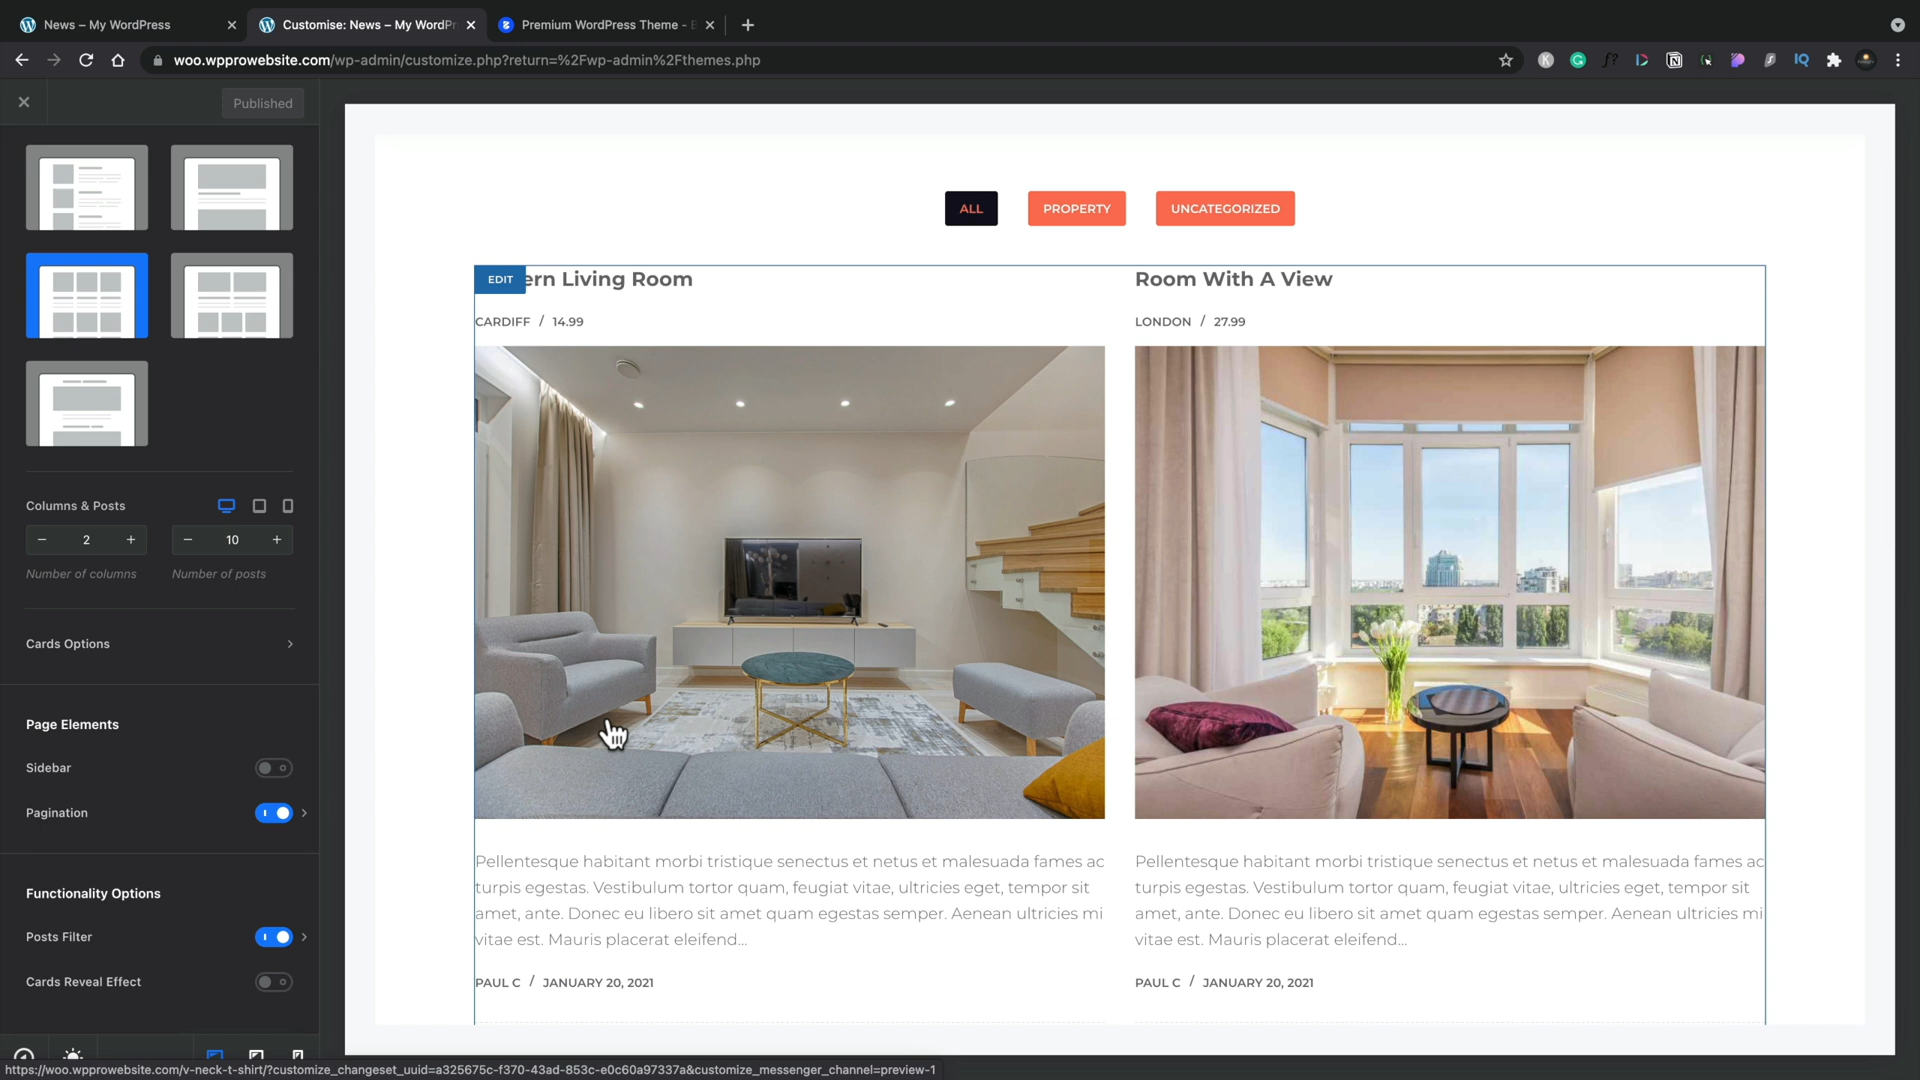 News – My WordPress
Customise: News – My WordPr
Premium WordPress Theme - B
woo.wpprowebsite.com/wp-admin/customize.php?return=%2Fwp-admin%2Fthemes.php
Published
ALL
PROPERTY
UNCATEGORIZED
EDIT
ern Living Room
CARDIFF / 14.99
Room With A View
LONDON / 27.99
Columns & Posts
− 2 +
− 10 +
Number of columns
Number of posts
Cards Options
Page Elements
Sidebar
Pagination
Functionality Options
Posts Filter
Cards Reveal Effect
Pellentesque habitant morbi tristique senectus et netus et malesuada fames ac
turpis egestas. Vestibulum tortor quam, feugiat vitae, ultricies eget, tempor sit
amet, ante. Donec eu libero sit amet quam egestas semper. Aenean ultricies mi
vitae est. Mauris placerat eleifend...
PAUL C / JANUARY 20, 2021
Pellentesque habitant morbi tristique senectus et netus et malesuada fames ac
turpis egestas. Vestibulum tortor quam, feugiat vitae, ultricies eget, tempor sit
amet, ante. Donec eu libero sit amet quam egestas semper. Aenean ultricies mi
vitae est. Mauris placerat eleifend...
PAUL C / JANUARY 20, 2021
https://woo.wpprowebsite.com/v-neck-t-shirt/?customize_changeset_uuid=a325675c-f370-43ad-853c-e0c60a97337a&customize_messenger_channel=preview-1